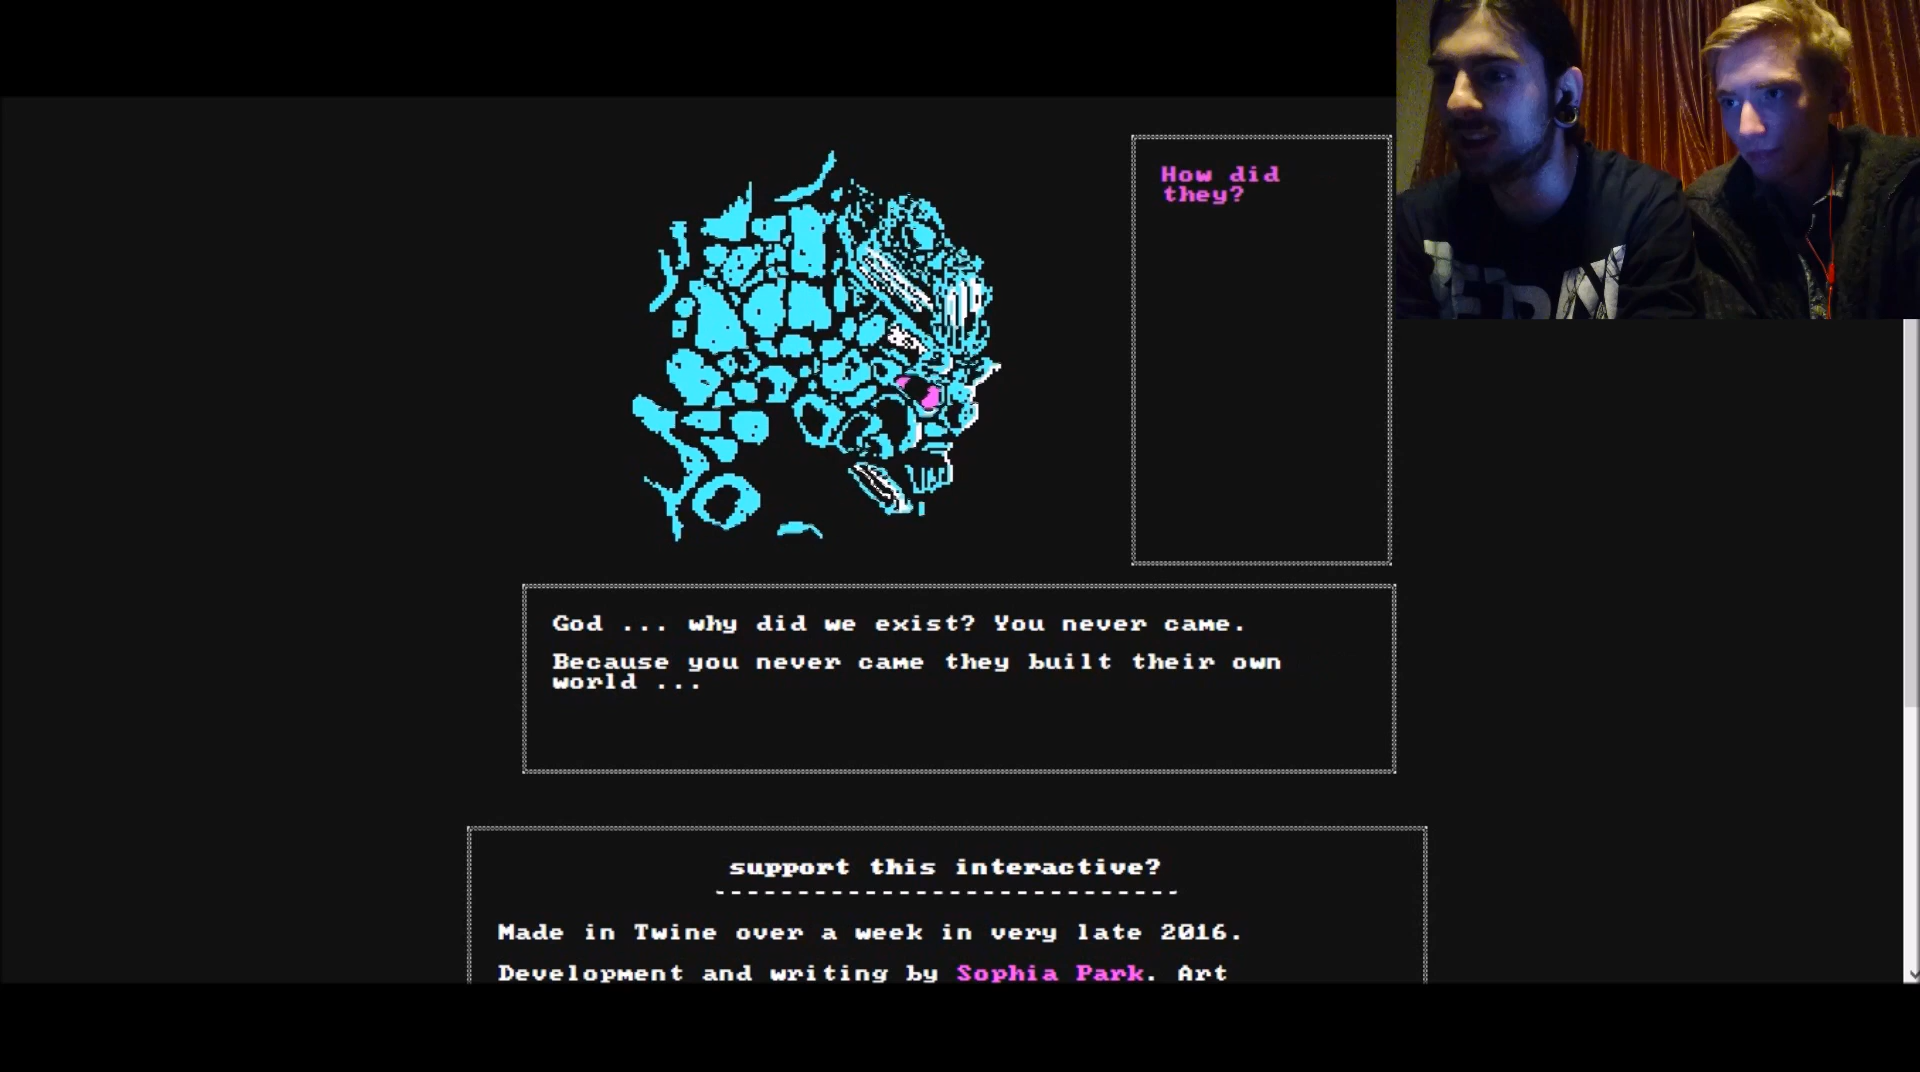 How did
they?
God ... why did we exist? You never came.
Because you never came they built their own
world ...
support this interactive?
Made in Twine over a week in very late 2016.
Development and writing by Sophia Park. Art